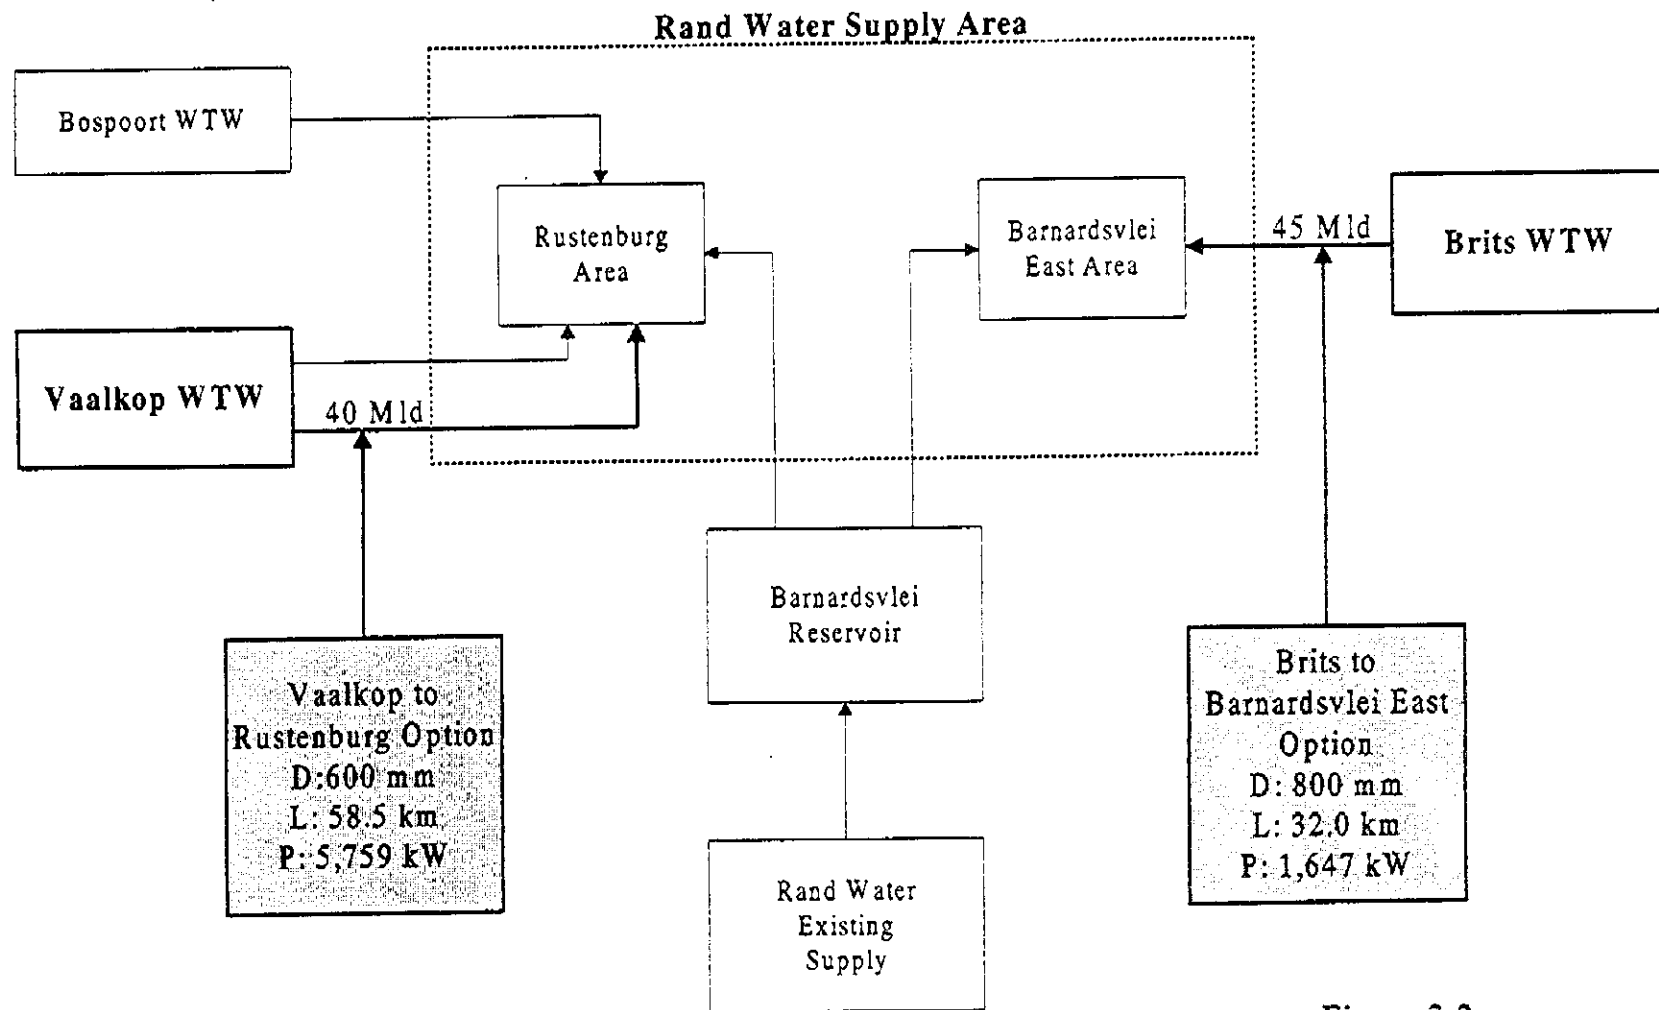 Rand Water Supply Area
Bospoort WTW
Rustenburg
Area
Barnardsvlei
East Area
45 Mld
Brits WTW
Vaalkop WTW
40 Mld
Barnardsvlei
Reservoir
Vaalkop to
Rustenburg Option
D:600 mm
L: 58.5 km
P: 5,759 kW
Brits to
Barnardsvlei East
Option
D: 800 mm
L: 32.0 km
P: 1,647 kW
Rand Water
Existing
Supply